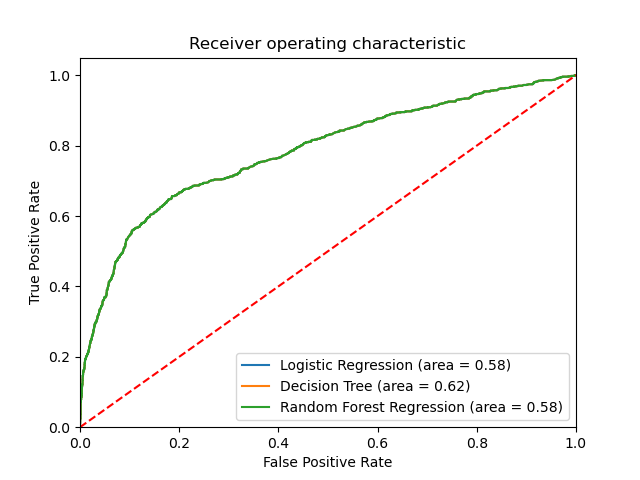 Receiver operating characteristic
True Positive Rate
1.0
0.8
0.6
0.4
0.2
0.0
Logistic Regression (area = 0.58)
Decision Tree (area = 0.62)
Random Forest Regression (area = 0.58)
0.0 0.2 0.4 0.6 0.8 1.0
False Positive Rate